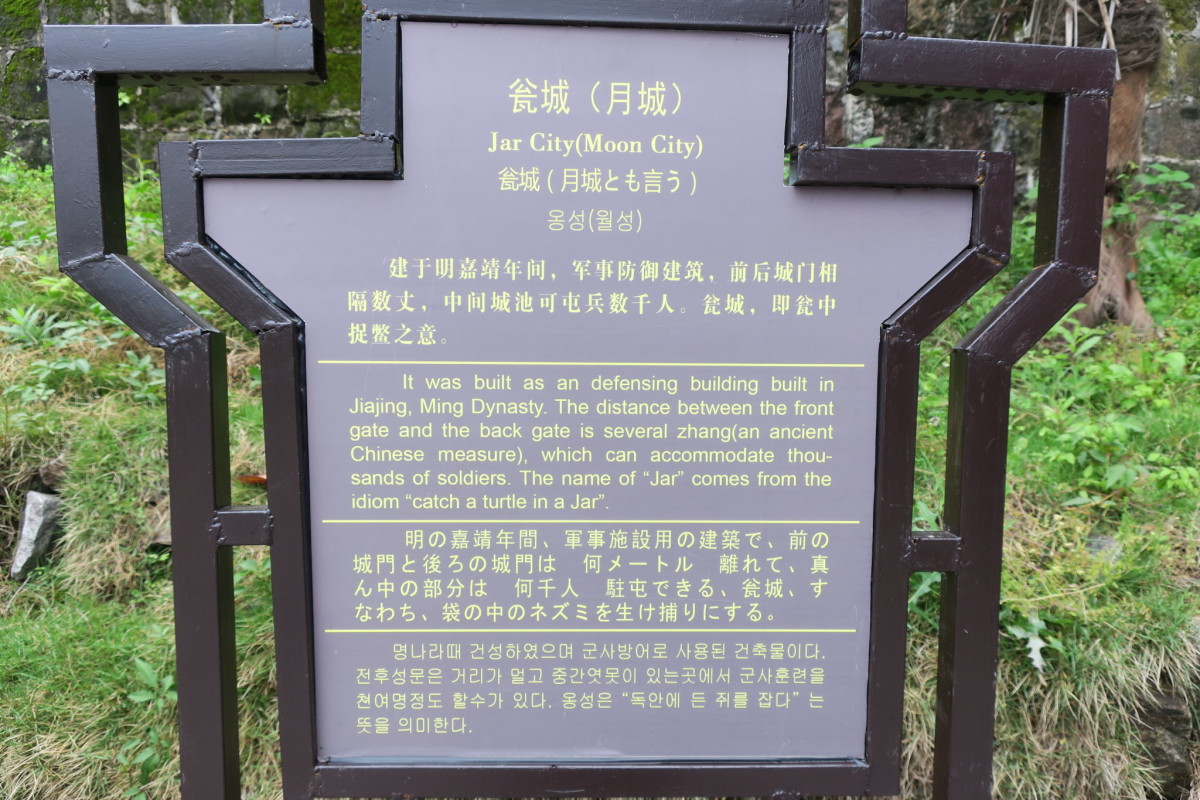 瓮城（月城）
Jar City(Moon City)
瓮城(月城とも言う)
옹성(월성)
建于明嘉靖年间，军事防御建筑，前后城门相
隔数丈，中间城池可屯兵数千人。瓮城，即瓮中
捉鳖之意。
It was built as an defensing building built in
Jiajing, Ming Dynasty. The distance between the front
gate and the back gate is several zhang(an ancient
Chinese measure), which can accommodate thou-
sands of soldiers. The name of “Jar” comes from the
idiom “catch a turtle in a Jar”.
明の嘉靖年間、軍事施設用の建築で、前の
城門と後ろの城門は　何メートル　離れて、真
ん中の部分は　何千人　駐屯できる、瓮城、す
なわち、袋の中のネズミを生け捕りにする。
명나라때 건성하였으며 군사방어로 사용된 건축물이다.
전후성문은 거리가 멀고 중간엿못이 있는곳에서 군사훈련을
쳔여명정도 할수가 있다. 옹성은 “독안에 든 쥐를 잡다” 는
뜻을 의미한다.